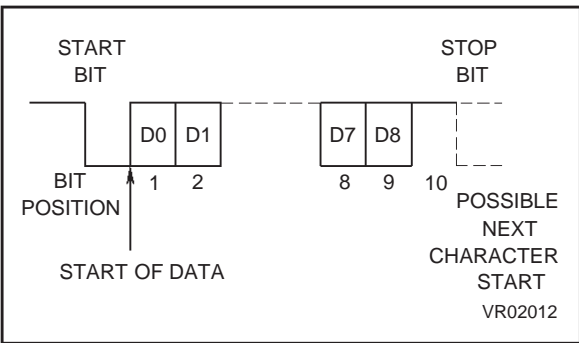 START
BIT
STOP
BIT
D0 D1 D7 D8
BIT
POSITION
1 2 8 9 10
POSSIBLE
NEXT
CHARACTER
START
START OF DATA
VR02012